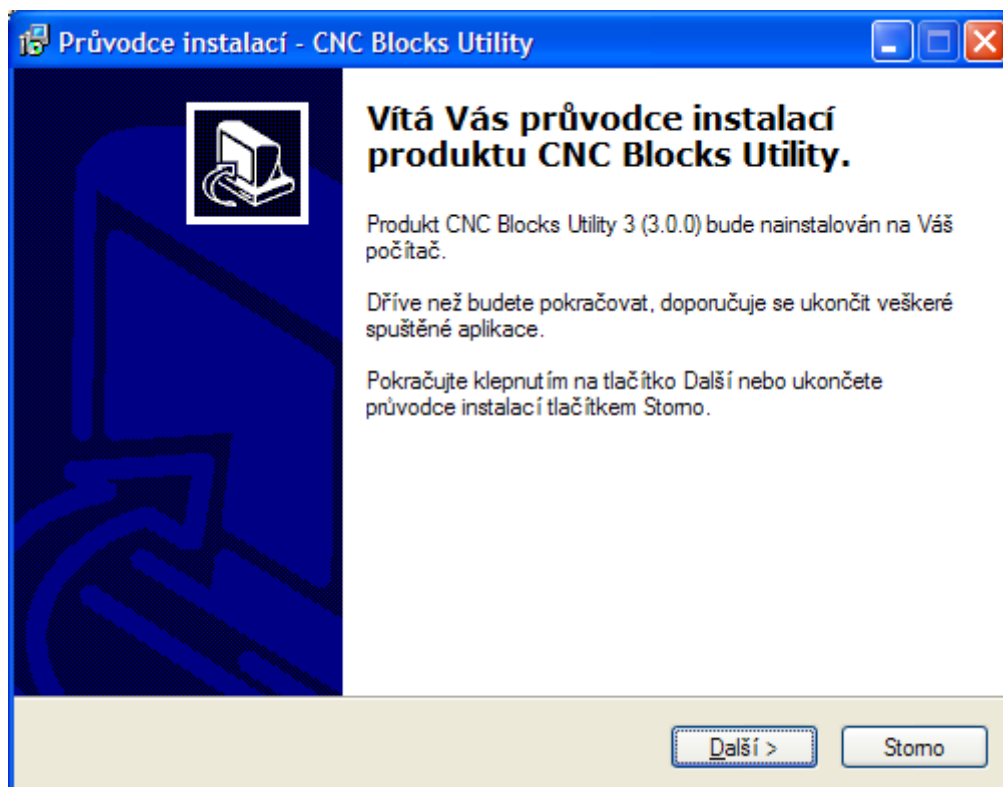 Průvodce instalací - CNC Blocks Utility
Vítá Vás průvodce instalací
produktu CNC Blocks Utility.
Produkt CNC Blocks Utility 3 (3.0.0) bude nainstalován na Váš
počítač.
Dříve než budete pokračovat, doporučuje se ukončit veškeré
spuštěné aplikace.
Pokračujte klepnutím na tlačítko Další nebo ukončete
průvodce instalací tlačítkem Storno.
Další >
Storno